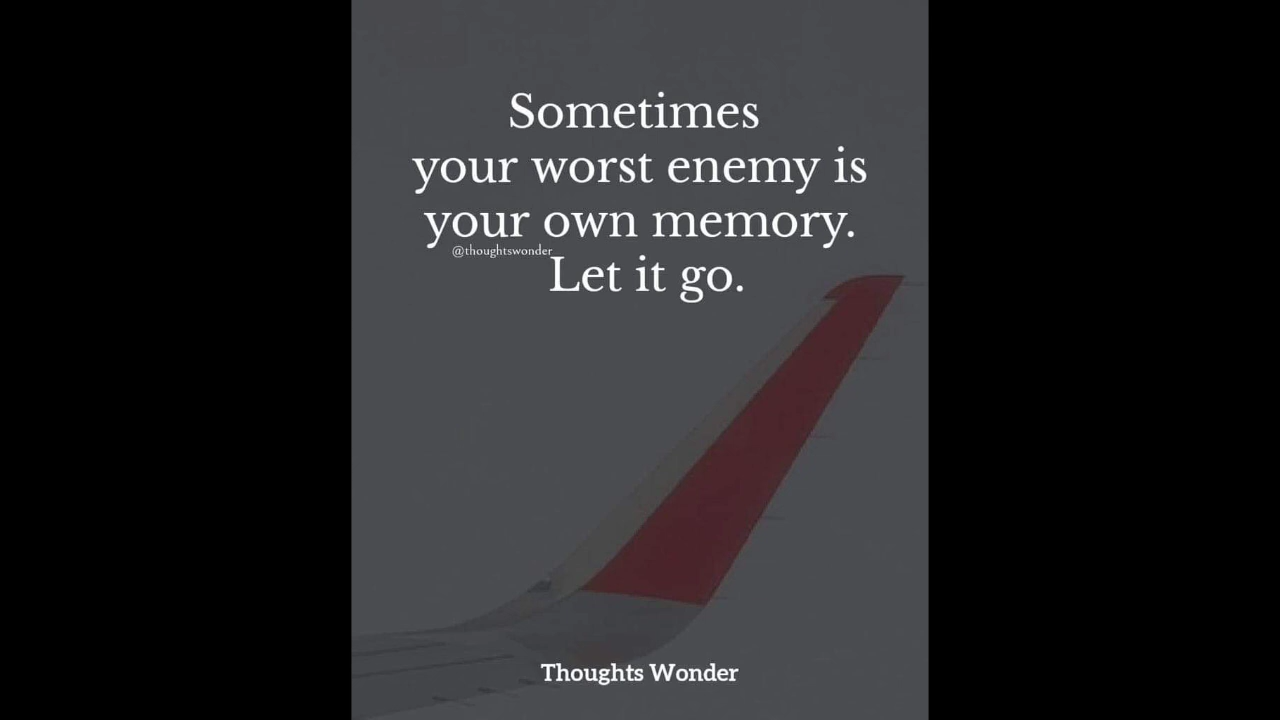 Sometimes
your worst enemy is
your own memory.
@thoughtswonder
Let it go.
Thoughts Wonder